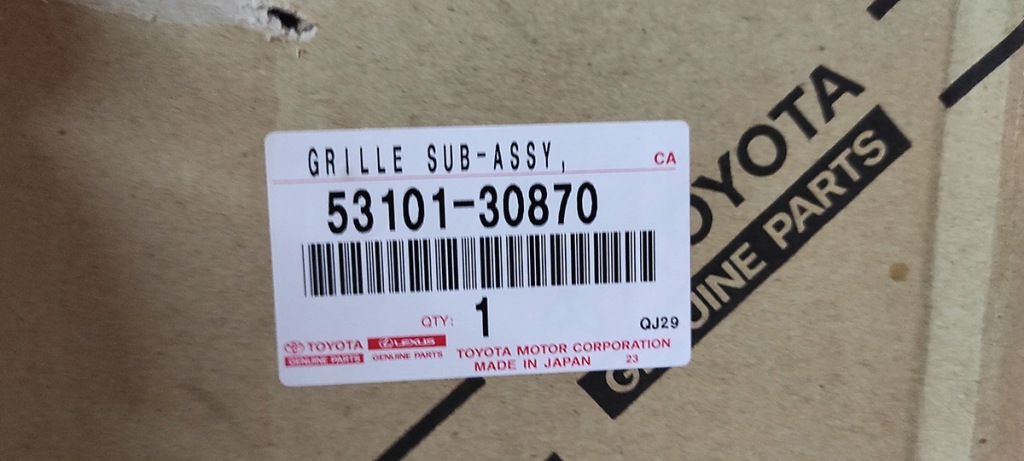 GRILLE SUB-ASSY,
CA
53101-30870
QTY: 1
QJ29
TOYOTA
GENUINE PARTS
LEXUS
GENUINE PARTS
TOYOTA MOTOR CORPORATION
MADE IN JAPAN 23
TOYOTA
GENUINE PARTS